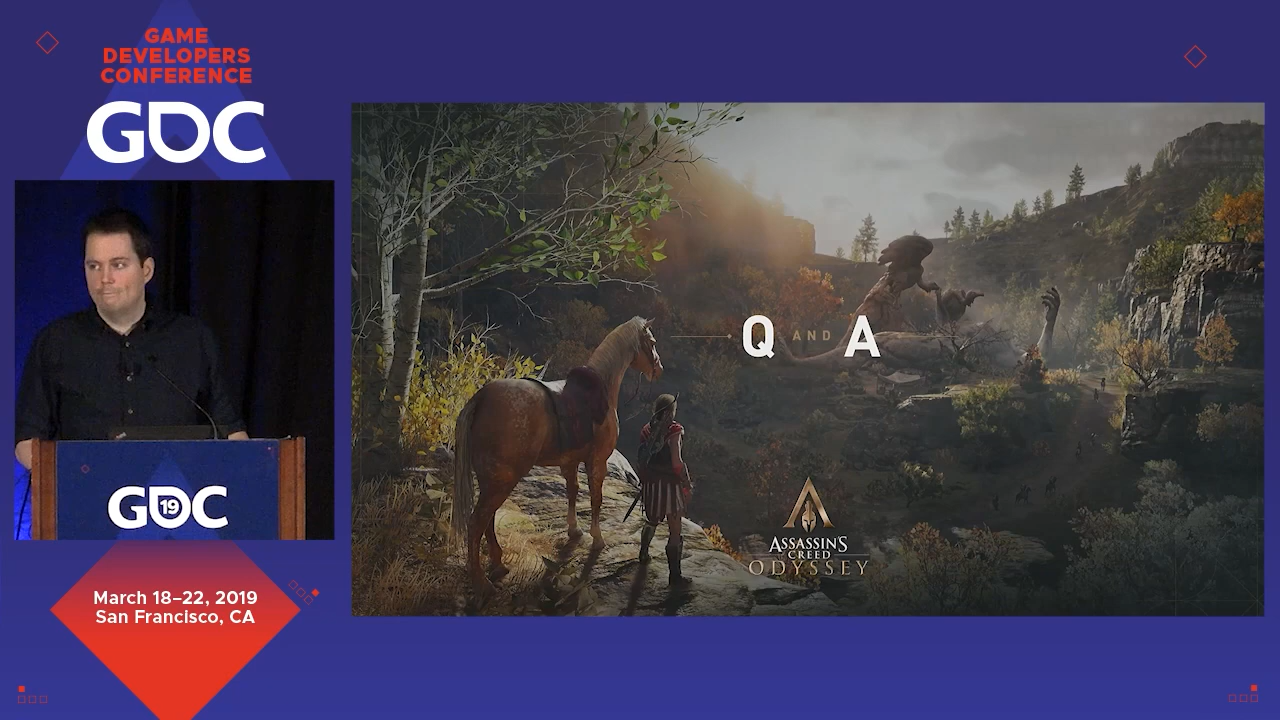 GAME
DEVELOPERS
CONFERENCE
GDC
GDC
19
March 18–22, 2019
San Francisco, CA
Q AND A
ASSASSIN'S
CREED
ODYSSEY